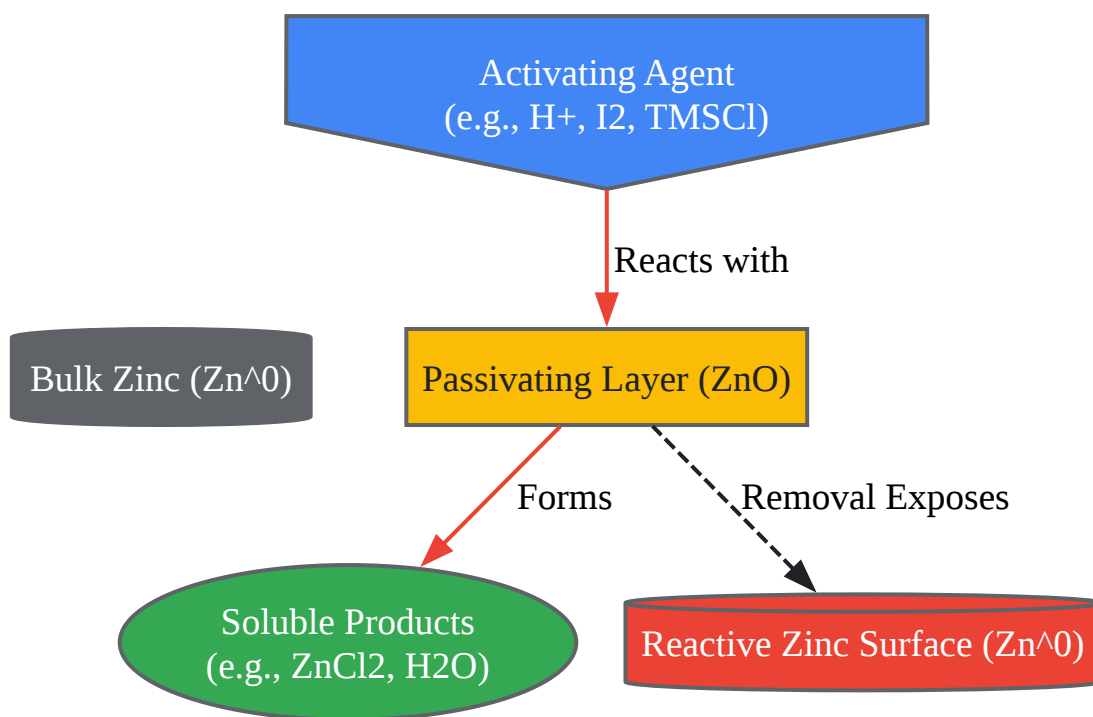 Activating Agent
(e.g., H+, I2, TMSCl)
Reacts with
Bulk Zinc (Zn^0)
Passivating Layer (ZnO)
Forms
Removal Exposes
Soluble Products
(e.g., ZnCl2, H2O)
Reactive Zinc Surface (Zn^0)